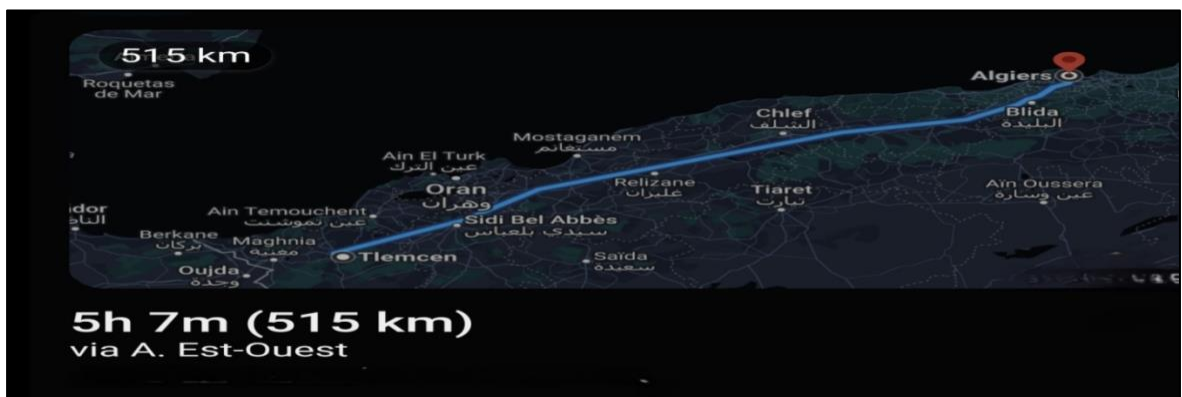 515 km
Roquetas
de Mar
Algiers
Blida
البليدة
Chlef
الشلف
Mostaganem
مستغانم
Ain El Turk
عين الترك
Oran
وهران
Relizane
غليزان
Tiaret
تيارت
Aïn Oussera
عين وسارة
Ain Temouchent
عين تموشنت
Sidi Bel Abbès
سيدي بلعباس
Berkane
بركان
Maghnia
مغنية
Tlemcen
Saïda
سعيدة
Oujda
وجدة
5h 7m (515 km)
via A. Est-Ouest